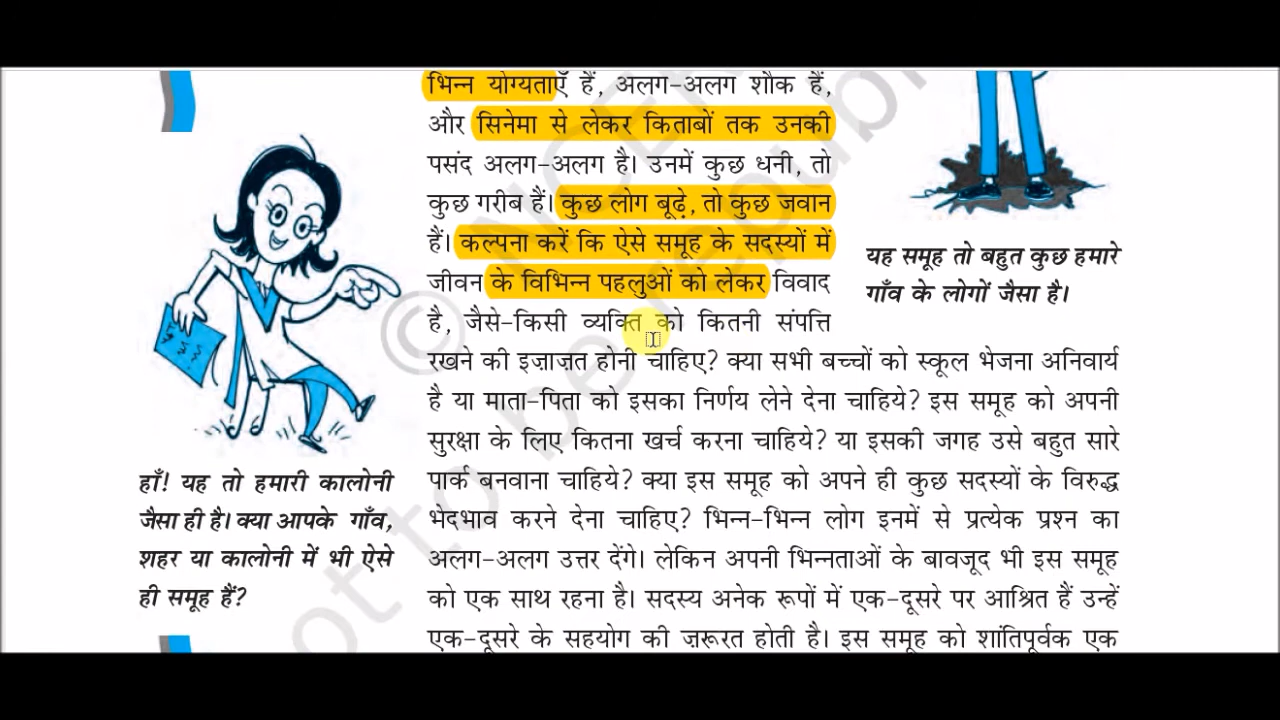 भिन्न योग्यताएँ हैं, अलग-अलग शौक हैं,
और सिनेमा से लेकर किताबों तक उनकी
पसंद अलग-अलग है। उनमें कुछ धनी, तो
कुछ गरीब हैं। कुछ लोग बूढ़े, तो कुछ जवान
हैं। कल्पना करें कि ऐसे समूह के सदस्यों में
जीवन के विभिन्न पहलुओं को लेकर विवाद
है, जैसे-किसी व्यक्ति को कितनी संपत्ति
रखने की इज़ाज़त होनी चाहिए? क्या सभी बच्चों को स्कूल भेजना अनिवार्य
है या माता-पिता को इसका निर्णय लेने देना चाहिये? इस समूह को अपनी
सुरक्षा के लिए कितना खर्च करना चाहिये? या इसकी जगह उसे बहुत सारे
पार्क बनवाना चाहिये? क्या इस समूह को अपने ही कुछ सदस्यों के विरुद्ध
भेदभाव करने देना चाहिए? भिन्न-भिन्न लोग इनमें से प्रत्येक प्रश्न का
अलग-अलग उत्तर देंगे। लेकिन अपनी भिन्नताओं के बावजूद भी इस समूह
को एक साथ रहना है। सदस्य अनेक रूपों में एक-दूसरे पर आश्रित हैं उन्हें
एक-दूसरे के सहयोग की ज़रूरत होती है। इस समूह को शांतिपूर्वक एक
यह समूह तो बहुत कुछ हमारे
गाँव के लोगों जैसा है।
हाँ! यह तो हमारी कालोनी
जैसा ही है। क्या आपके गाँव,
शहर या कालोनी में भी ऐसे
ही समूह हैं?